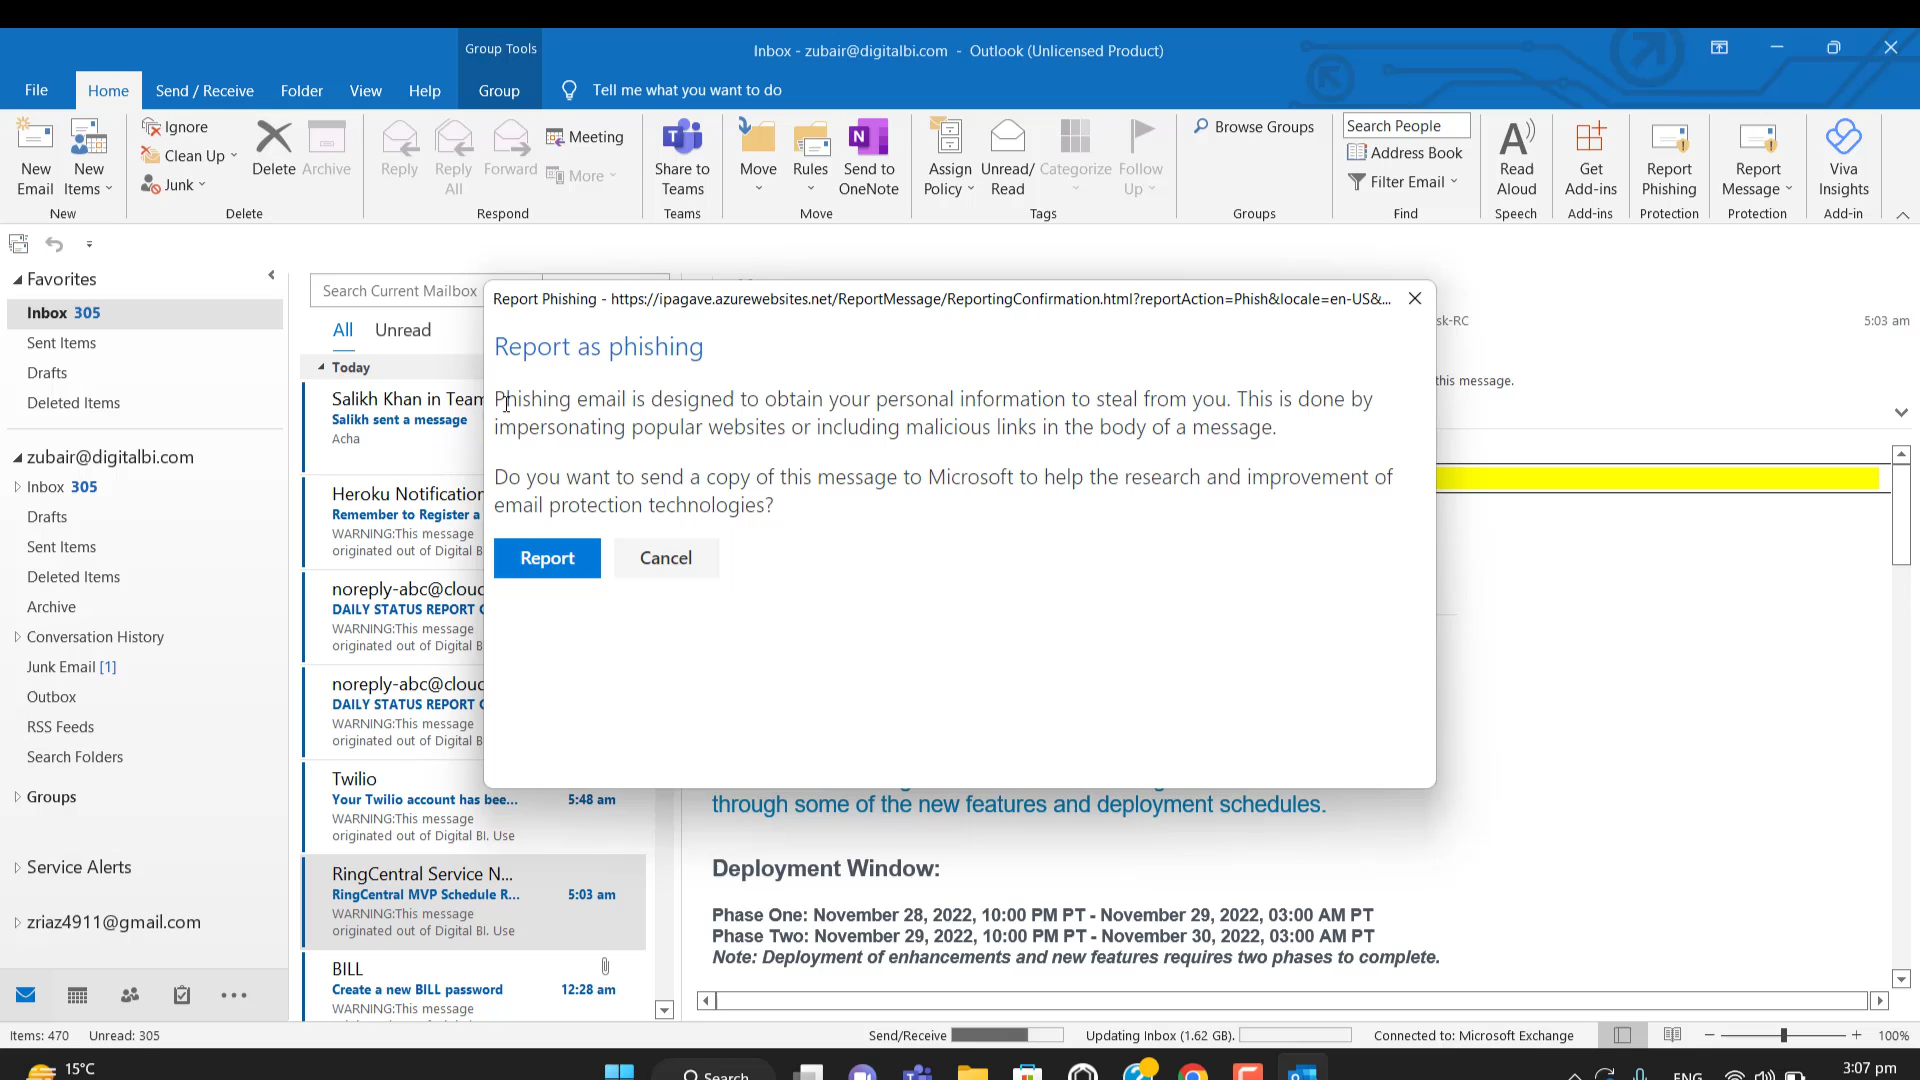 Group Tools
Inbox - zubair@digitalbi.com - Outlook (Unlicensed Product)
File Home Send / Receive Folder View Help Group Tell me what you want to do
New Email
New Items
Ignore
Clean Up
Junk
Delete
Archive
Reply
Reply All
Forward
Meeting
More
Share to Teams
Move
Rules
Send to OneNote
Assign Policy
Unread/ Read
Categorize
Follow Up
Browse Groups
Search People
Address Book
Filter Email
Read Aloud
Get Add-ins
Report Phishing
Report Message
Viva Insights
New Delete Respond Teams Move Tags Groups Find Speech Add-ins Protection Protection Add-in
Favorites
Inbox 305
Sent Items
Drafts
Deleted Items
zubair@digitalbi.com
Inbox 305
Drafts
Sent Items
Deleted Items
Archive
Conversation History
Junk Email [1]
Outbox
RSS Feeds
Search Folders
Groups
Service Alerts
zriaz4911@gmail.com
Search Current Mailbox
All Unread
Today
Salikh Khan in Team
Salikh sent a message
Acha
Heroku Notification
Remember to Register a
WARNING:This message
originated out of Digital B
noreply-abc@cloud
DAILY STATUS REPORT
WARNING:This message
originated out of Digital B
noreply-abc@cloud
DAILY STATUS REPORT
WARNING:This message
originated out of Digital B
Twilio
Your Twilio account has bee... 5:48 am
WARNING:This message
originated out of Digital BI. Use
RingCentral Service N...
RingCentral MVP Schedule R... 5:03 am
WARNING:This message
originated out of Digital BI. Use
BILL
Create a new BILL password 12:28 am
WARNING:This message
Report Phishing - https://ipagave.azurewebsites.net/ReportMessage/ReportingConfirmation.html?reportAction=Phish&locale=en-US&...
Report as phishing
Phishing email is designed to obtain your personal information to steal from you. This is done by
impersonating popular websites or including malicious links in the body of a message.
Do you want to send a copy of this message to Microsoft to help the research and improvement of
email protection technologies?
Report Cancel
sk-RC 5:03 am
this message.
through some of the new features and deployment schedules.
Deployment Window:
Phase One: November 28, 2022, 10:00 PM PT - November 29, 2022, 03:00 AM PT
Phase Two: November 29, 2022, 10:00 PM PT - November 30, 2022, 03:00 AM PT
Note: Deployment of enhancements and new features requires two phases to complete.
Items: 470 Unread: 305 Send/Receive Updating Inbox (1.62 GB). Connected to: Microsoft Exchange 100%
15°C Search ENG 3:07 pm